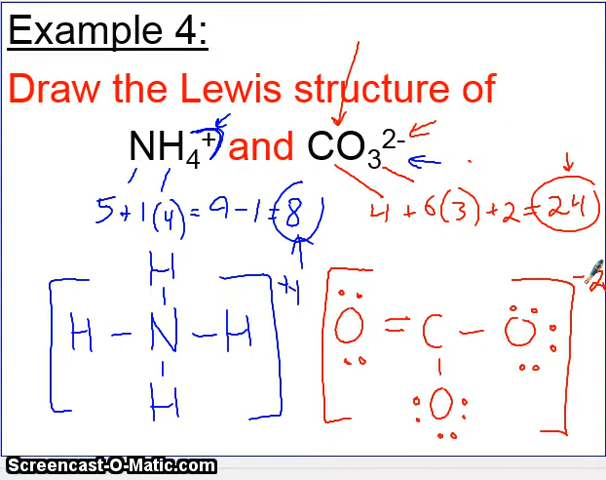 Example 4:
Draw the Lewis structure of
NH₄⁺ and CO₃²⁻
5+1(4)=9-1=8
4+6(3)+2=24
H
+1
-2
H - N - H
O = C - O
H
O
Screencast-O-Matic.com